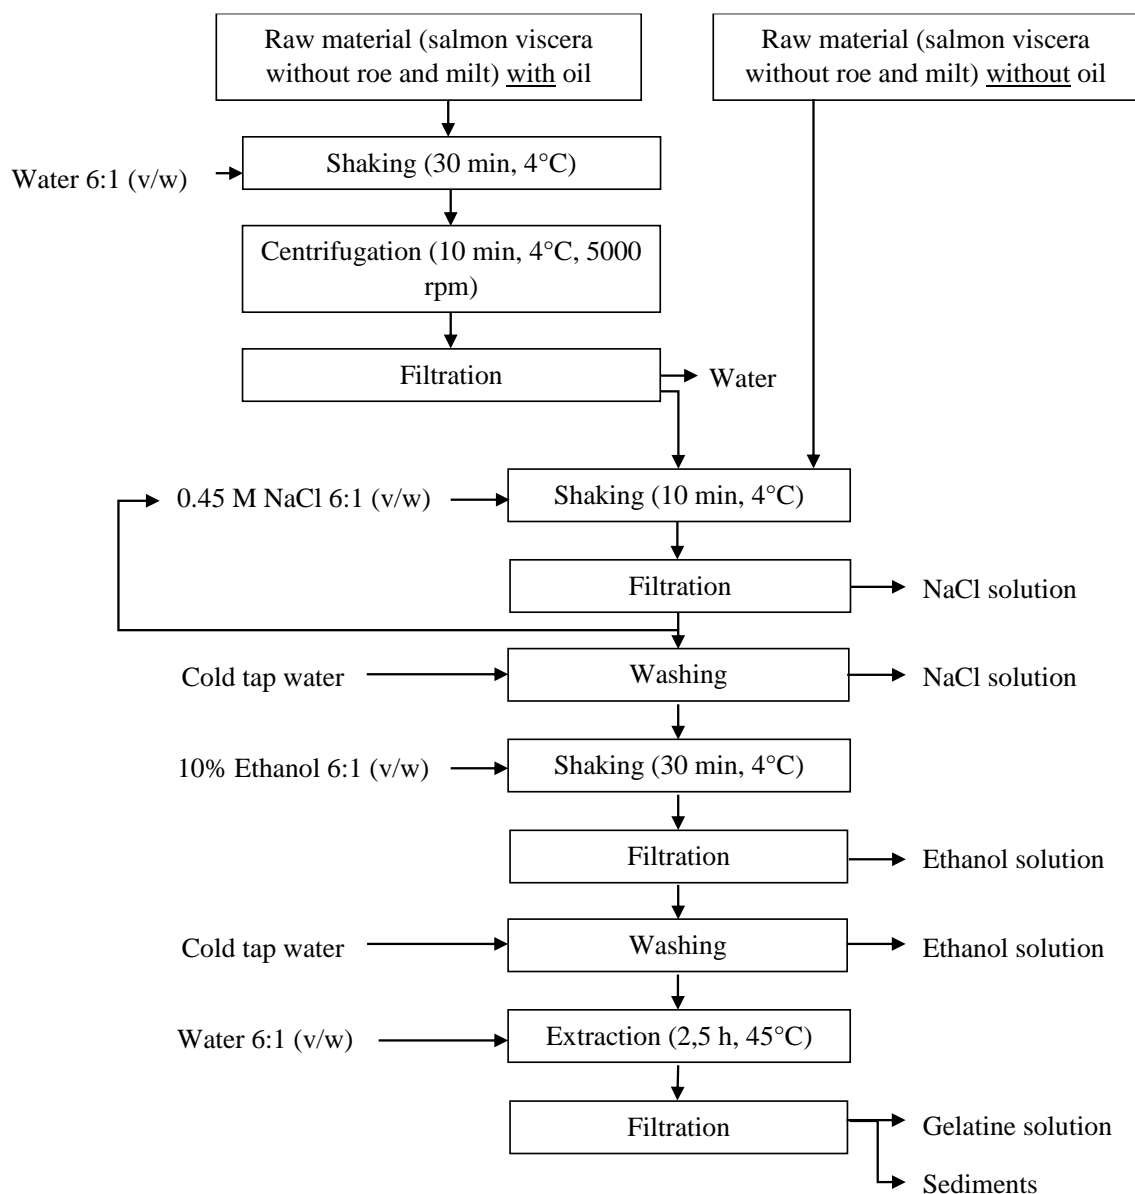 Raw material (salmon viscera
without roe and milt) with oil
Raw material (salmon viscera
without roe and milt) without oil
Water 6:1 (v/w)
Shaking (30 min, 4°C)
Centrifugation (10 min, 4°C, 5000
rpm)
Filtration
Water
0.45 M NaCl 6:1 (v/w)
Shaking (10 min, 4°C)
Filtration
NaCl solution
Cold tap water
Washing
NaCl solution
10% Ethanol 6:1 (v/w)
Shaking (30 min, 4°C)
Filtration
Ethanol solution
Cold tap water
Washing
Ethanol solution
Water 6:1 (v/w)
Extraction (2,5 h, 45°C)
Filtration
Gelatine solution
Sediments